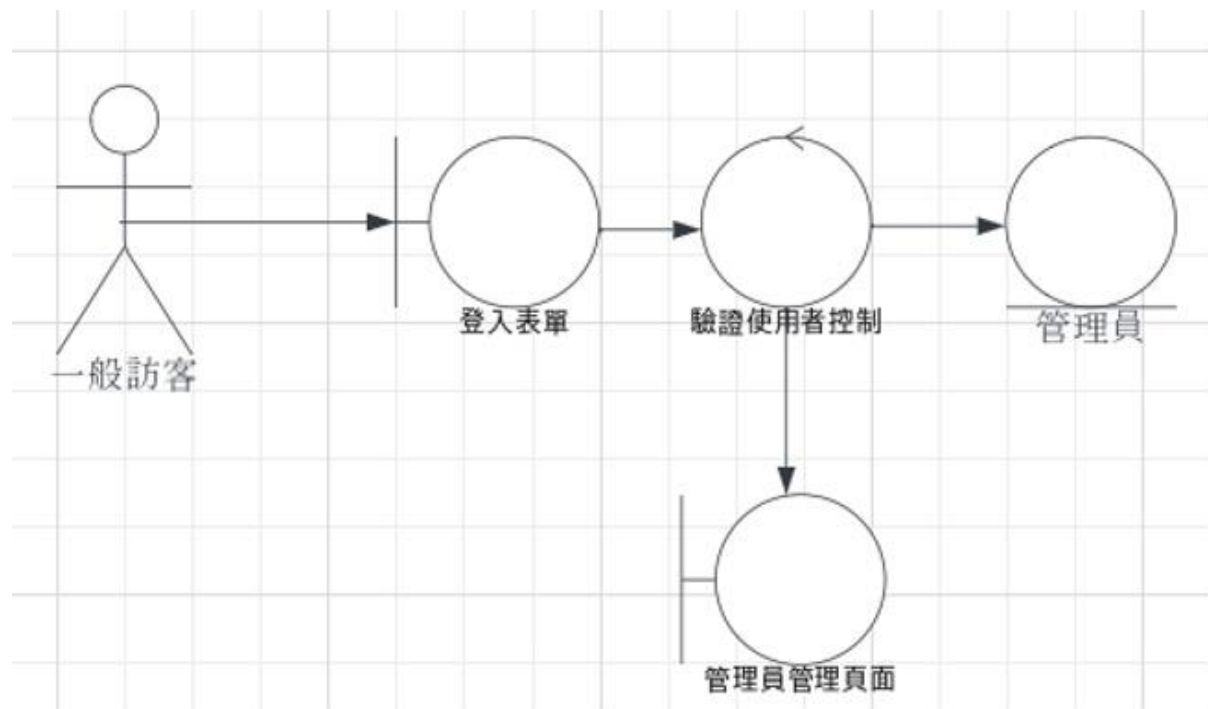 登入表單
驗證使用者控制
管理員
一般訪客
管理員管理頁面